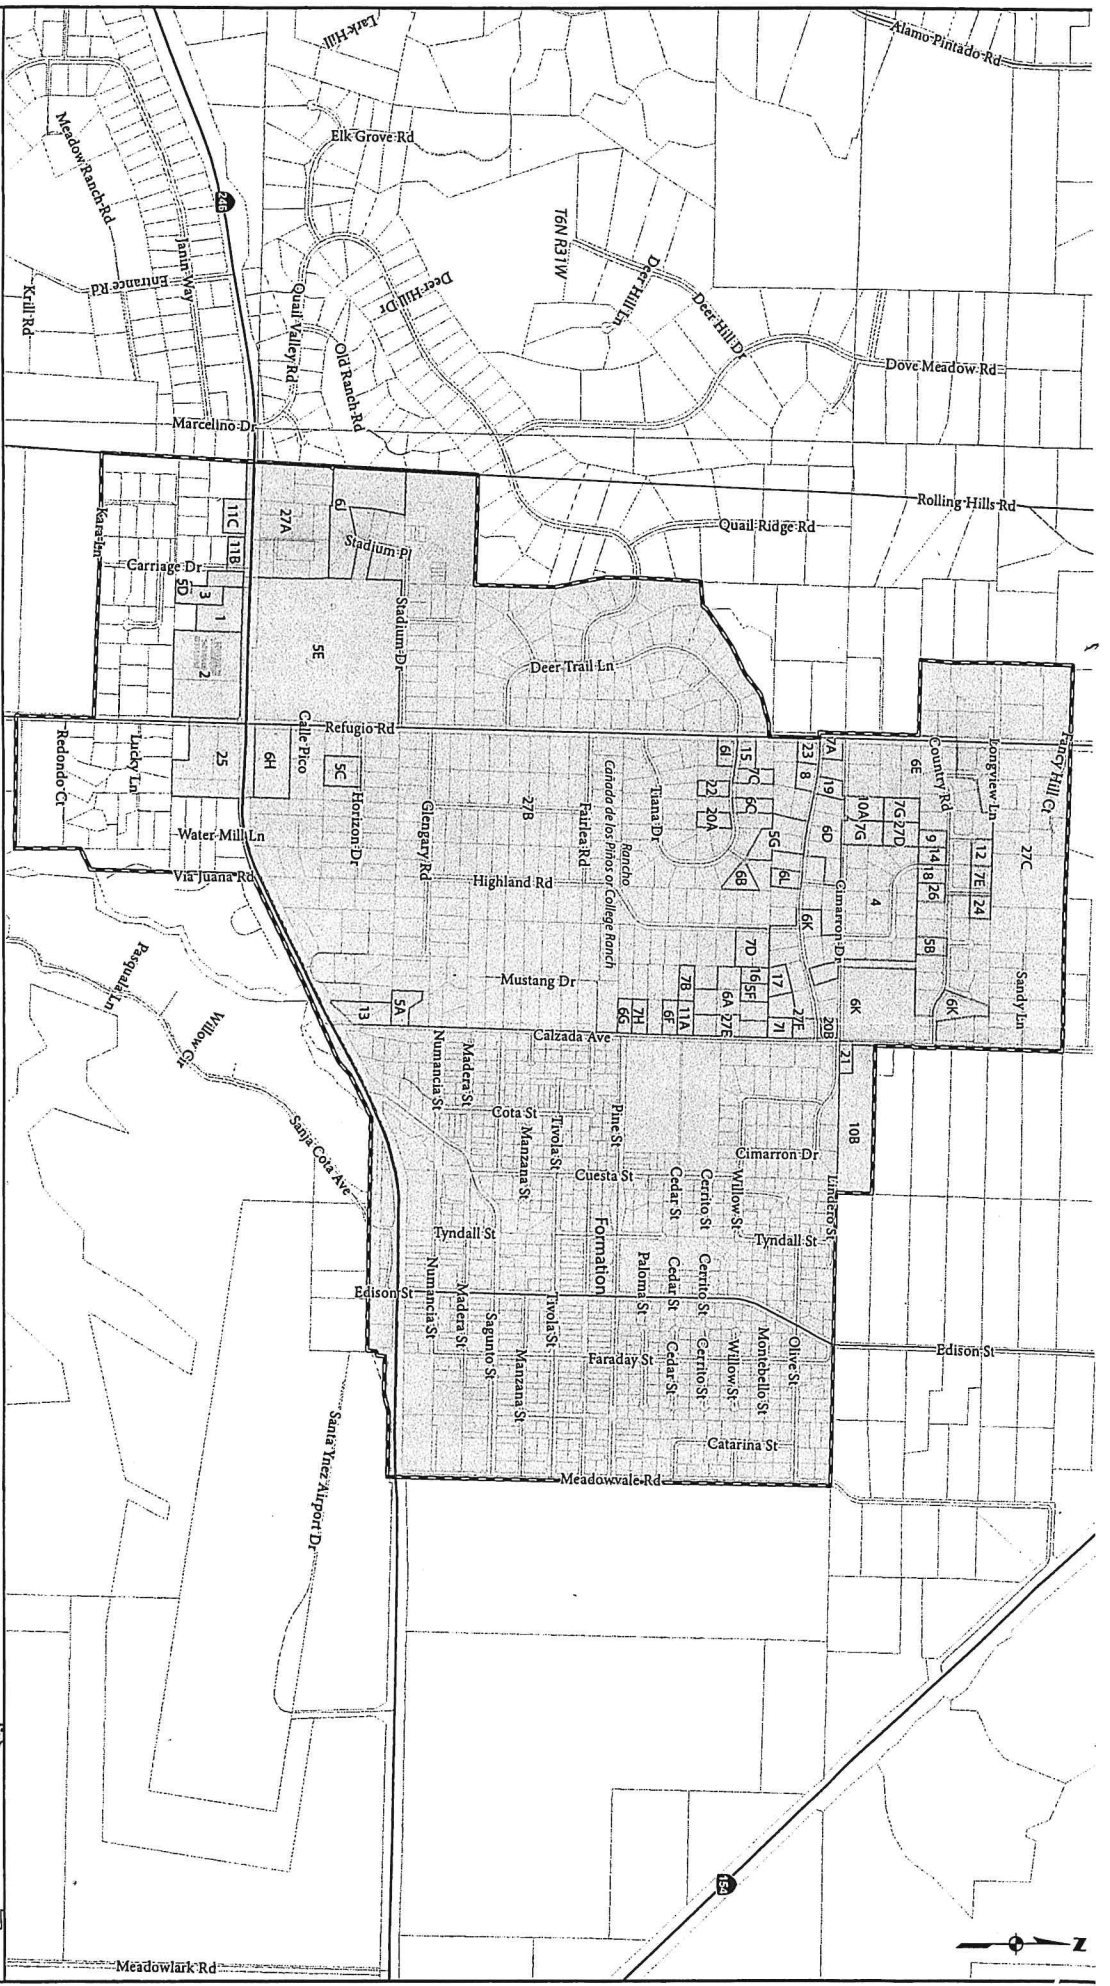 Alamo Pintado Rd
Lark Hill
Elk Grove Rd
Meadow Ranch Rd
246
T6N R31W
Janin Way
Entrance Rd
Krill Rd
Quail Valley Rd
Deer Hill Dr
Deer Hill Ln
Deer Hill Dr
Old Ranch Rd
Dove Meadow Rd
Marcelino Dr
Rolling Hills Rd
Quail Ridge Rd
Kara Ln
11C
27A
6J
11B
Stadium Pl
Carriage Dr
5D
3
1
Stadium Dr
5E
2
Deer Trail Ln
Refugio Rd
Calle Pico
Redondo Ct
Lucky Ln
25
6H
5C
Horizon Dr
Glengary Rd
27B
Fairlea Rd
Cañada de los Piños or College Ranch
Rancho
Tiana Dr
6I
15
7C
22
20A
6C
23
8
7A
19
6E
Country Rd
Longview Ln
Fancy Hill Ct
10A
7G
7G
27D
6D
5G
9
14
18
26
12
7E
24
27C
Water Mill Ln
Via Juana Rd
Highland Rd
6B
6L
Cimarron Dr
4
6K
5B
7D
Mustang Dr
13
5A
7B
16
5F
17
6A
27E
27F
7I
20B
6K
6K
Sandy Ln
6G
7H
6F
11A
Calzada Ave
21
10B
Pasquala Ln
Willow Cir
Sanja Cota Ave
Numancia St
Madera St
Cota St
Manzana St
Tivola St
Pine St
Cuesta St
Cedar St
Cerrito St
Willow St
Cimarron Dr
Lindero St
Tyndall St
Formation
Tyndall St
Edison St
Numancia St
Madera St
Sagunto St
Manzana St
Tivola St
Paloma St
Cedar St
Cerrito St
Faraday St
Cedar St
Cerrito St
Willow St
Montebello St
Olive St
Edison St
Catarina St
Meadowvale Rd
Santa Ynez Airport Dr
154
Meadowlark Rd
Z